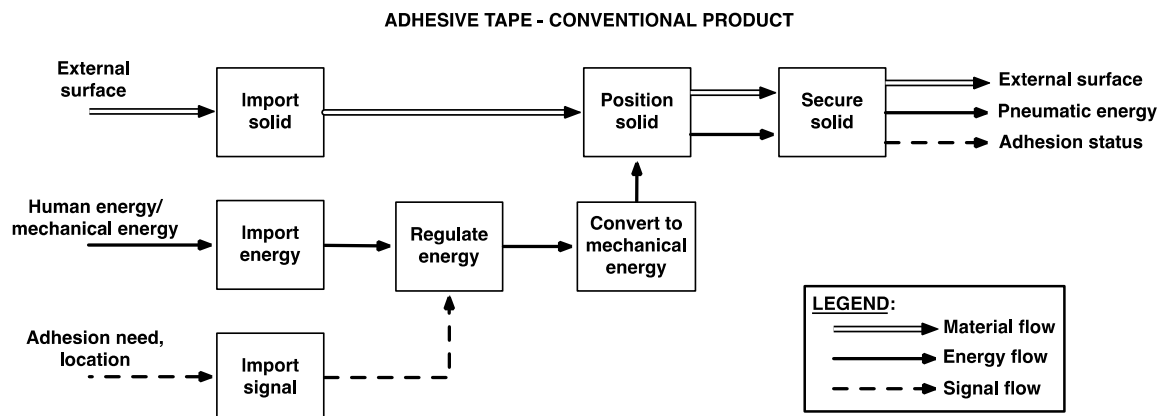 ADHESIVE TAPE - CONVENTIONAL PRODUCT
External
surface
Import
solid
Position
solid
Secure
solid
External surface
Pneumatic energy
Adhesion status
Human energy/
mechanical energy
Import
energy
Regulate
energy
Convert to
mechanical
energy
Adhesion need,
location
Import
signal
LEGEND:
Material flow
Energy flow
Signal flow